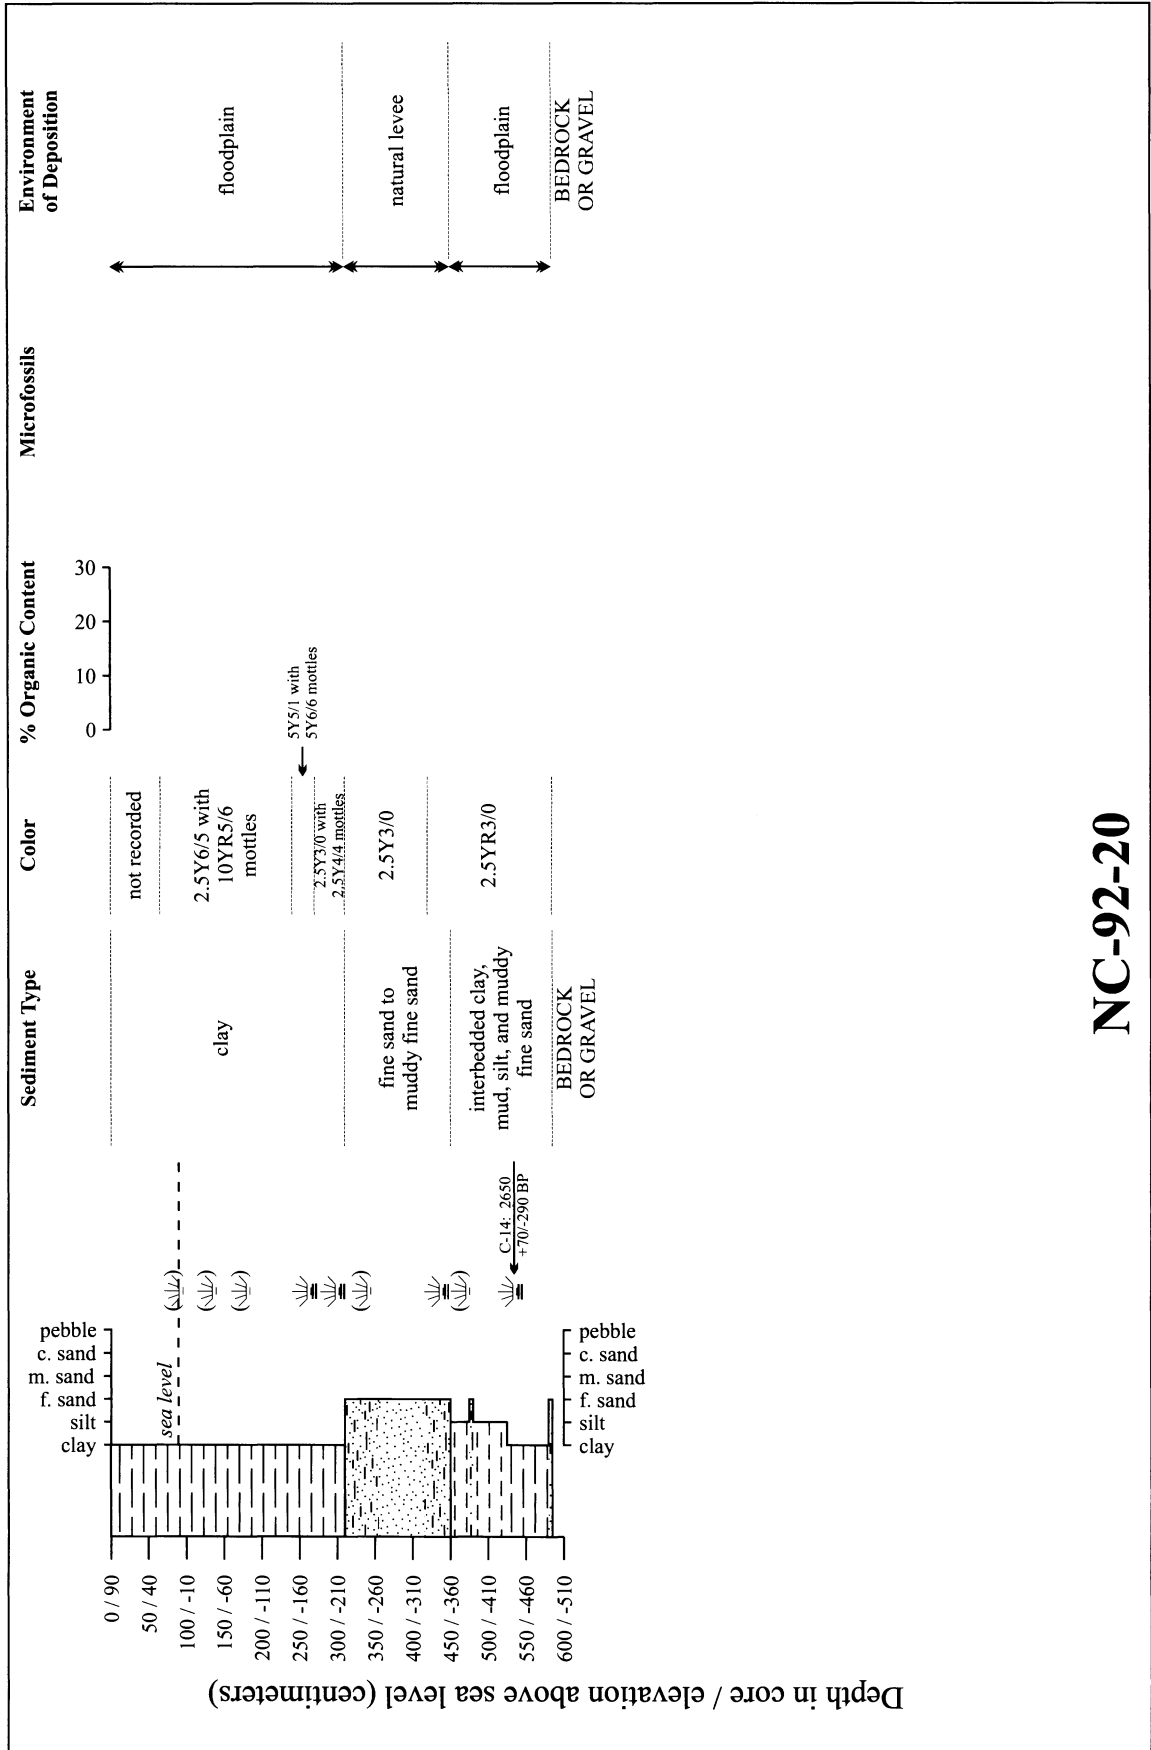 Depth in core / elevation above sea level (centimeters)
0 / 90
50 / 40
100 / -10
150 / -60
200 / -110
250 / -160
300 / -210
350 / -260
400 / -310
450 / -360
500 / -410
550 / -460
600 / -510
pebble
c. sand
m. sand
f. sand
silt
clay
sea level
pebble
c. sand
m. sand
f. sand
silt
clay
C-14: 2650
+70/-290 BP
Sediment Type
clay
fine sand to
muddy fine sand
interbedded clay,
mud, silt, and muddy
fine sand
BEDROCK
OR GRAVEL
Color
not recorded
2.5Y6/5 with
10YR5/6
mottles
5Y5/1 with
5Y6/6 mottles
2.5Y3/0 with
2.5Y4/4 mottles
2.5Y3/0
2.5YR3/0
% Organic Content
0
10
20
30
Microfossils
Environment
of Deposition
floodplain
natural levee
floodplain
BEDROCK
OR GRAVEL
NC-92-20